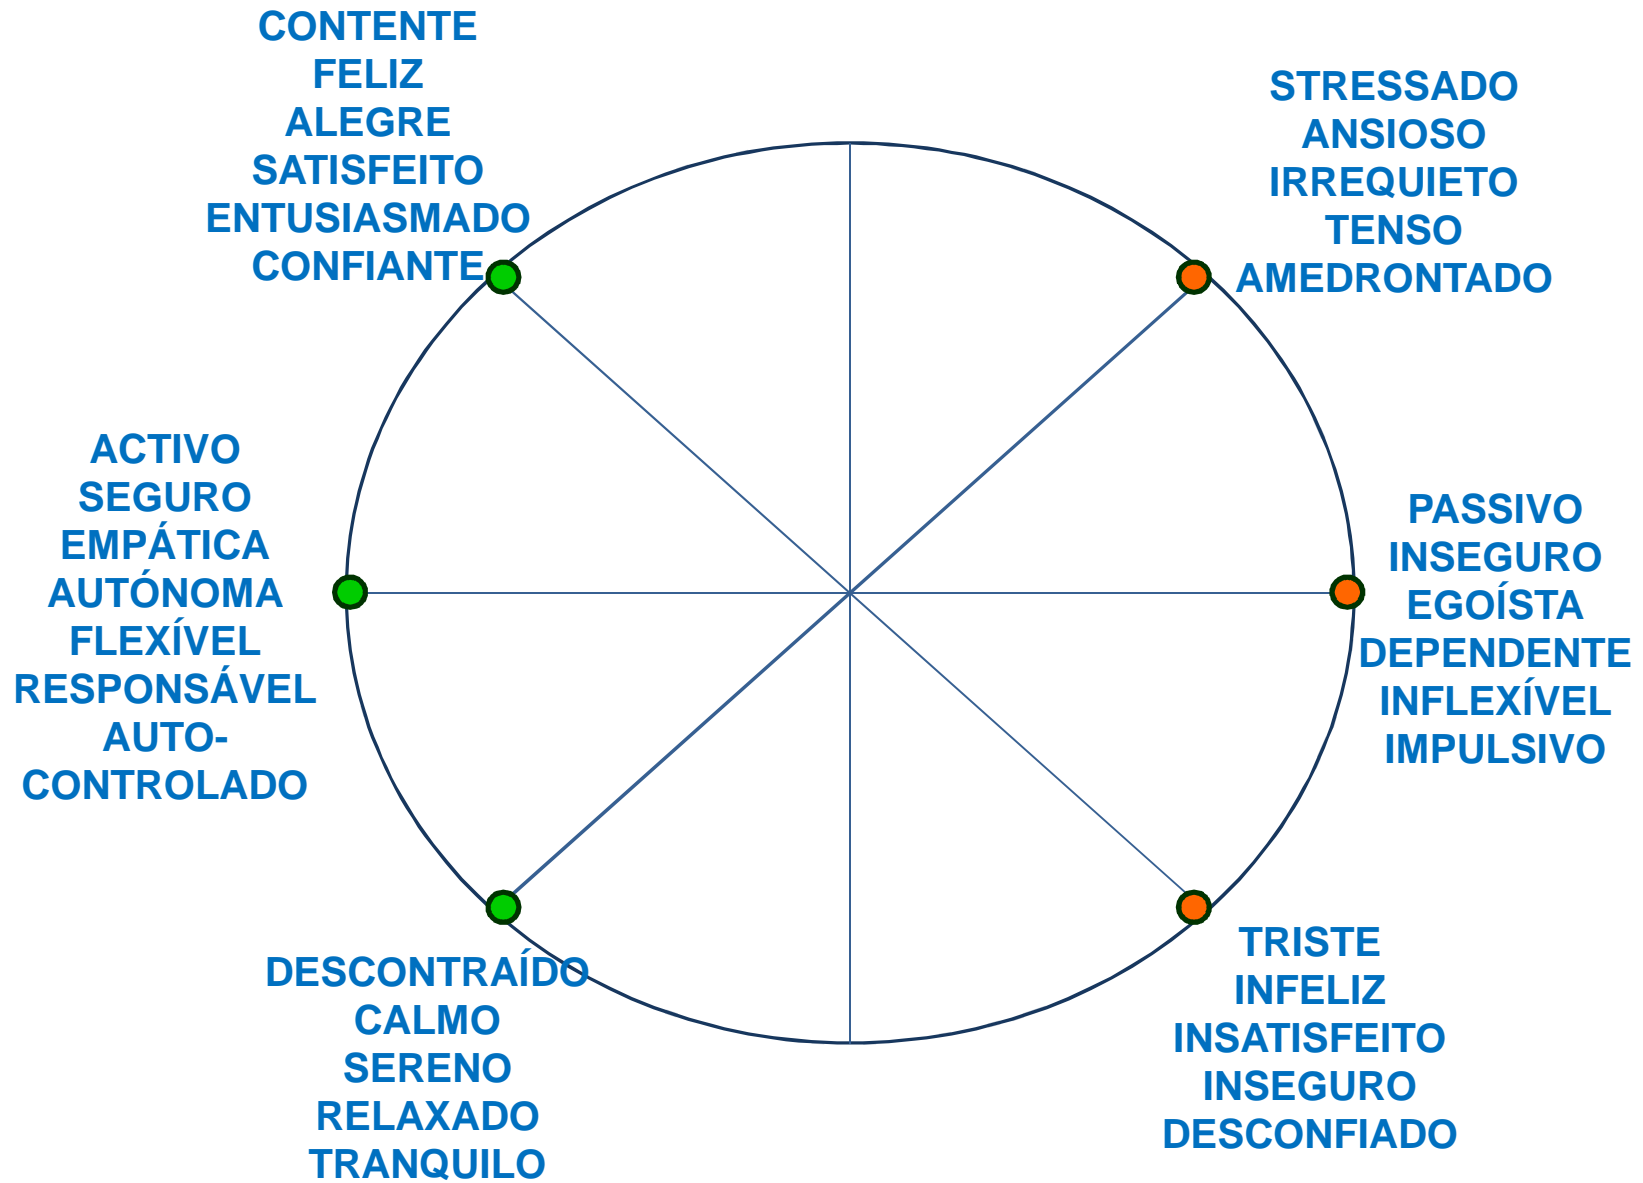 CONTENTE
FELIZ
ALEGRE
SATISFEITO
ENTUSIASMADO
CONFIANTE
STRESSADO
ANSIOSO
IRREQUIETO
TENSO
AMEDRONTADO
ACTIVO
SEGURO
EMPÁTICA
AUTÓNOMA
FLEXÍVEL
RESPONSÁVEL
AUTO-
CONTROLADO
PASSIVO
INSEGURO
EGOÍSTA
DEPENDENTE
INFLEXÍVEL
IMPULSIVO
DESCONTRAÍDO
CALMO
SERENO
RELAXADO
TRANQUILO
TRISTE
INFELIZ
INSATISFEITO
INSEGURO
DESCONFIADO